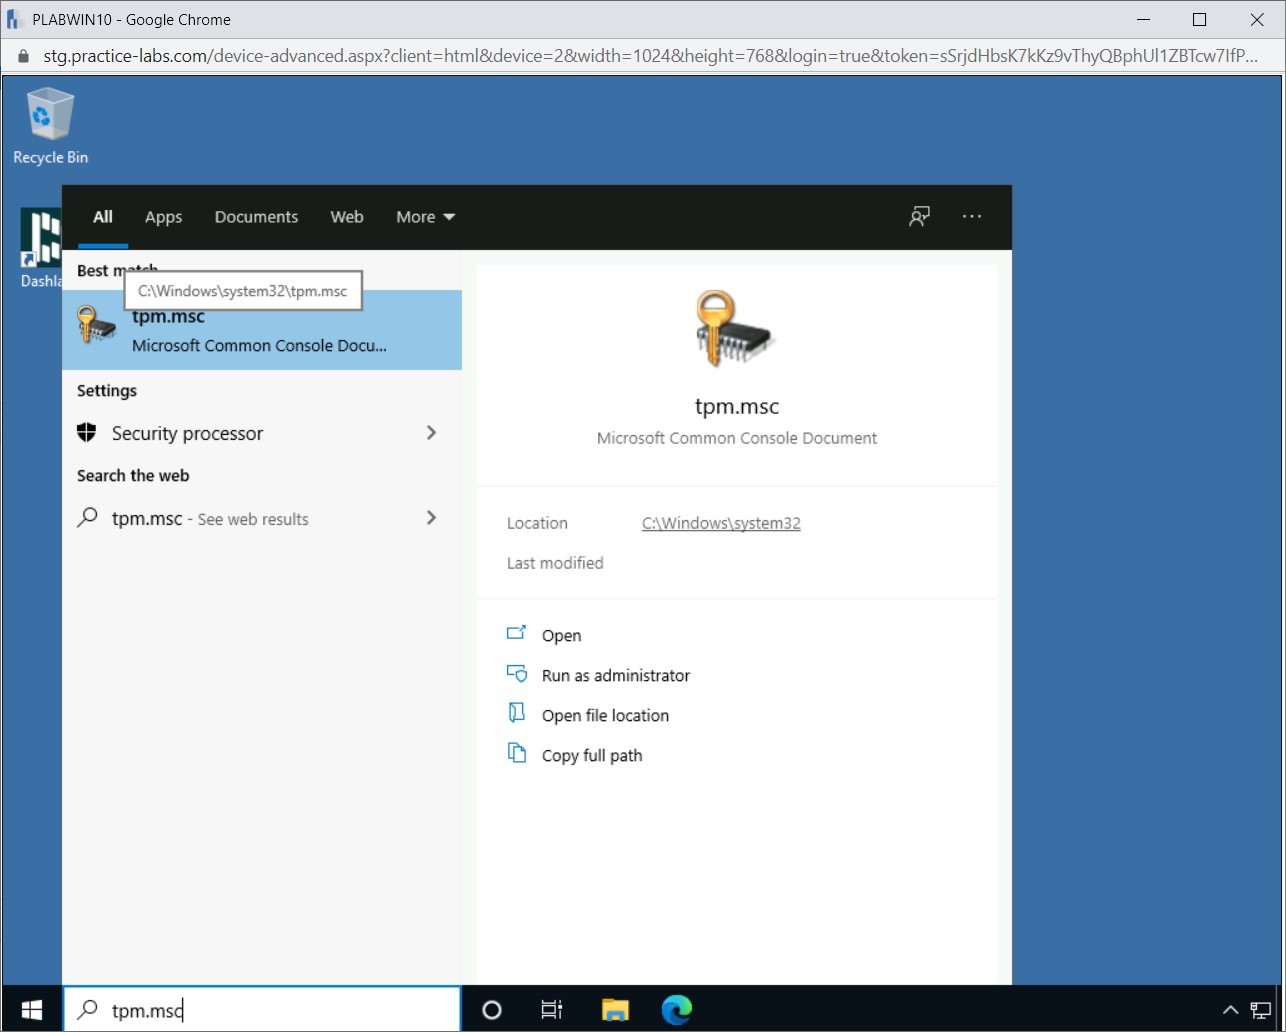 PLABWIN10 - Google Chrome
stg.practice-labs.com/device-advanced.aspx?client=html&device=2&width=1024&height=768&login=true&token=sSrjdHbsK7kKz9vThyQBphUl1ZBTcw7IfP...
Recycle Bin
Dashla
All Apps Documents Web More
Best match
C:\Windows\system32\tpm.msc
tpm.msc
Microsoft Common Console Docu...
Settings
Security processor
Search the web
tpm.msc - See web results
tpm.msc
Microsoft Common Console Document
Location C:\Windows\system32
Last modified
Open
Run as administrator
Open file location
Copy full path
tpm.msc